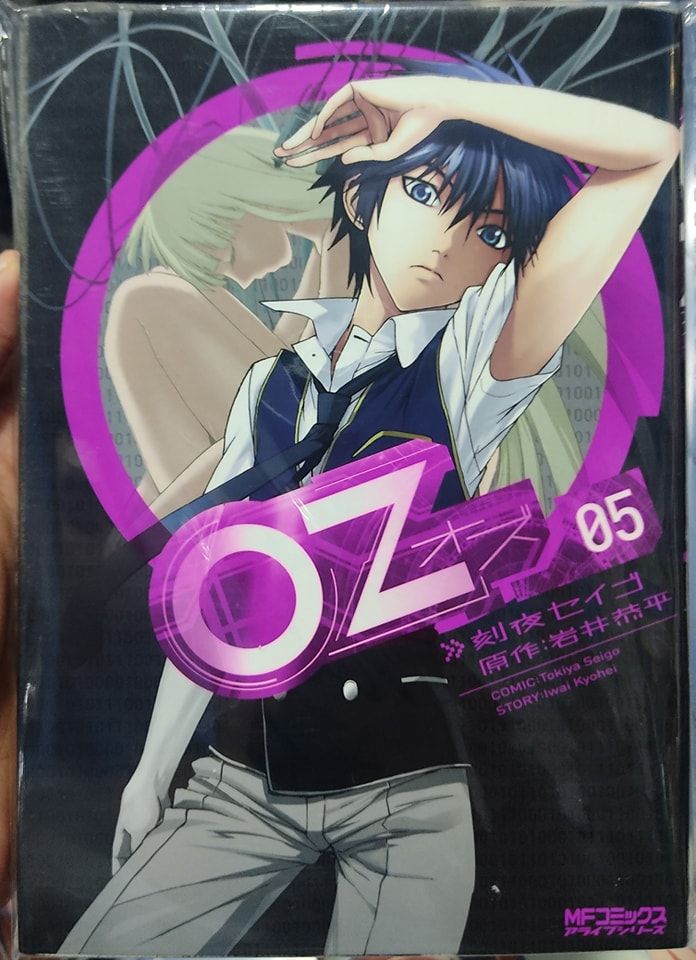 OZ
オズ
05
刻夜セイゴ
原作:岩井恭平
COMIC:Tokiya Seigo
STORY:Iwai Kyohei
MFコミックス
アライブシリーズ